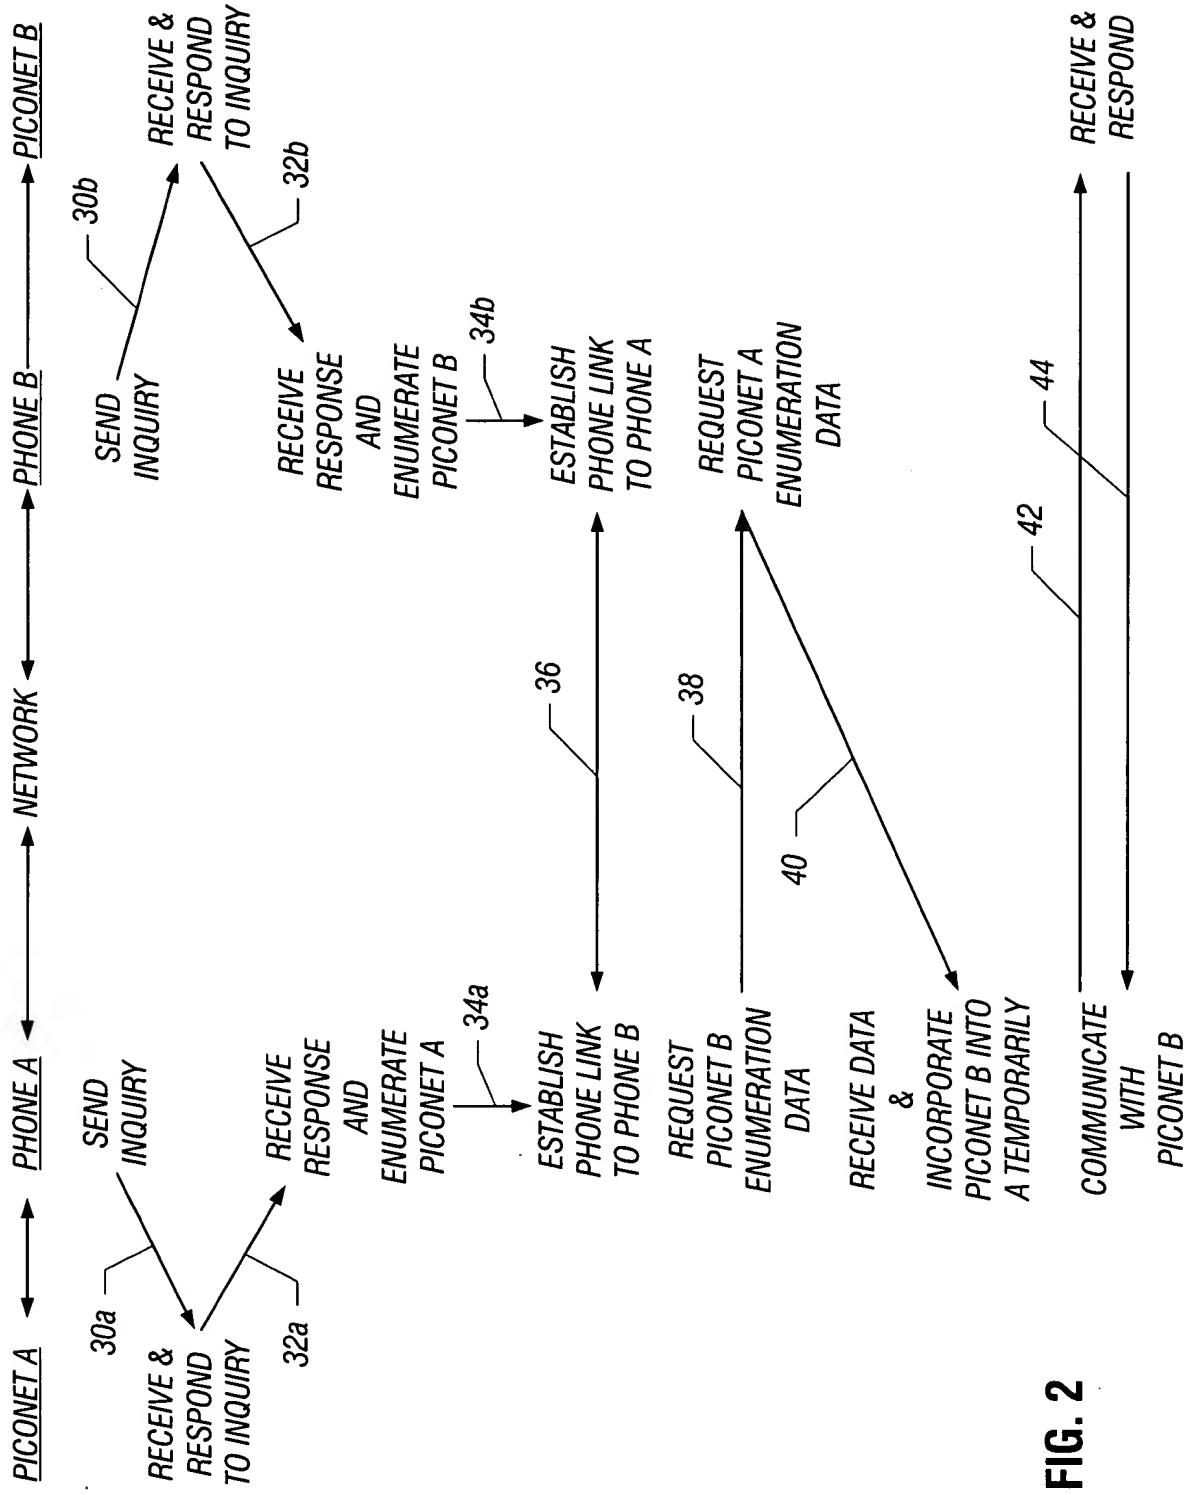 PICONET A
PHONE A
NETWORK
PHONE B
PICONET B
SEND
INQUIRY
30a
RECEIVE &
RESPOND
TO INQUIRY
32a
RECEIVE
RESPONSE
AND
ENUMERATE
PICONET A
34a
ESTABLISH
PHONE LINK
TO PHONE B
SEND
INQUIRY
30b
RECEIVE &
RESPOND
TO INQUIRY
32b
RECEIVE
RESPONSE
AND
ENUMERATE
PICONET B
34b
ESTABLISH
PHONE LINK
TO PHONE A
36
REQUEST
PICONET B
ENUMERATION
DATA
38
REQUEST
PICONET A
ENUMERATION
DATA
40
RECEIVE DATA
&
INCORPORATE
PICONET B INTO
A TEMPORARILY
COMMUNICATE
WITH
PICONET B
42
44
RECEIVE &
RESPOND
FIG. 2